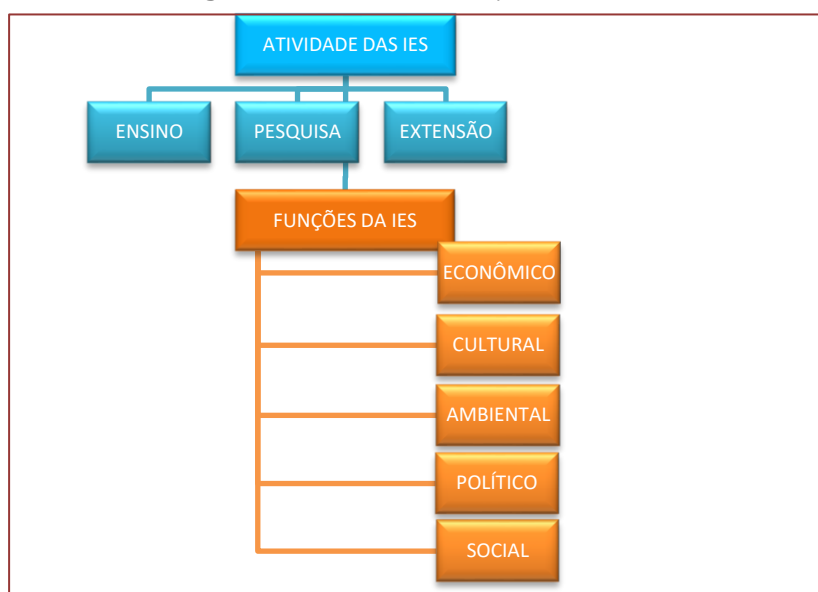 ATIVIDADE DAS IES
ENSINO
PESQUISA
EXTENSÃO
FUNÇÕES DA IES
ECONÔMICO
CULTURAL
AMBIENTAL
POLÍTICO
SOCIAL